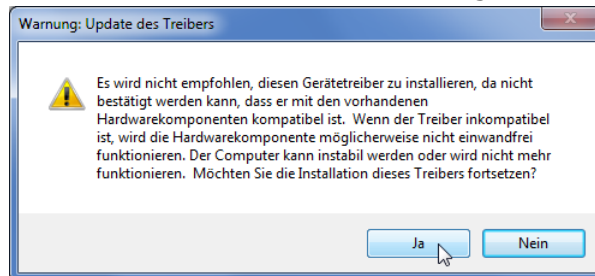 Warnung: Update des Treibers
Es wird nicht empfohlen, diesen Gerätetreiber zu installieren, da nicht
bestätigt werden kann, dass er mit den vorhandenen
Hardwarekomponenten kompatibel ist.  Wenn der Treiber inkompatibel
ist, wird die Hardwarekomponente möglicherweise nicht einwandfrei
funktionieren. Der Computer kann instabil werden oder wird nicht mehr
funktionieren.  Möchten Sie die Installation dieses Treibers fortsetzen?
Ja Nein